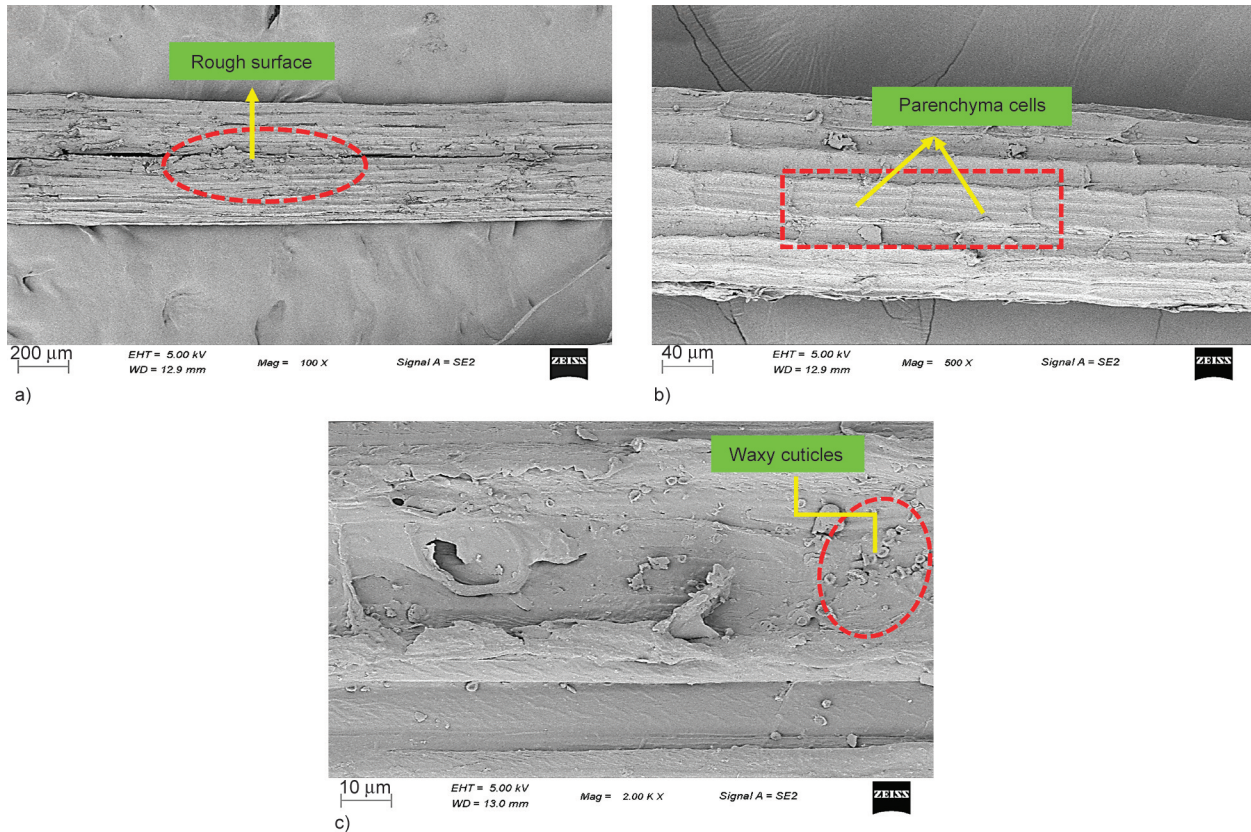 Rough surface
200 μm
EHT = 5.00 kV
WD = 12.9 mm
Mag = 100 X
Signal A = SE2
ZEISS
a)
Parenchyma cells
40 μm
EHT = 5.00 kV
WD = 12.9 mm
Mag = 500 X
Signal A = SE2
ZEISS
b)
Waxy cuticles
10 μm
EHT = 5.00 kV
WD = 13.0 mm
Mag = 2.00 K X
Signal A = SE2
ZEISS
c)